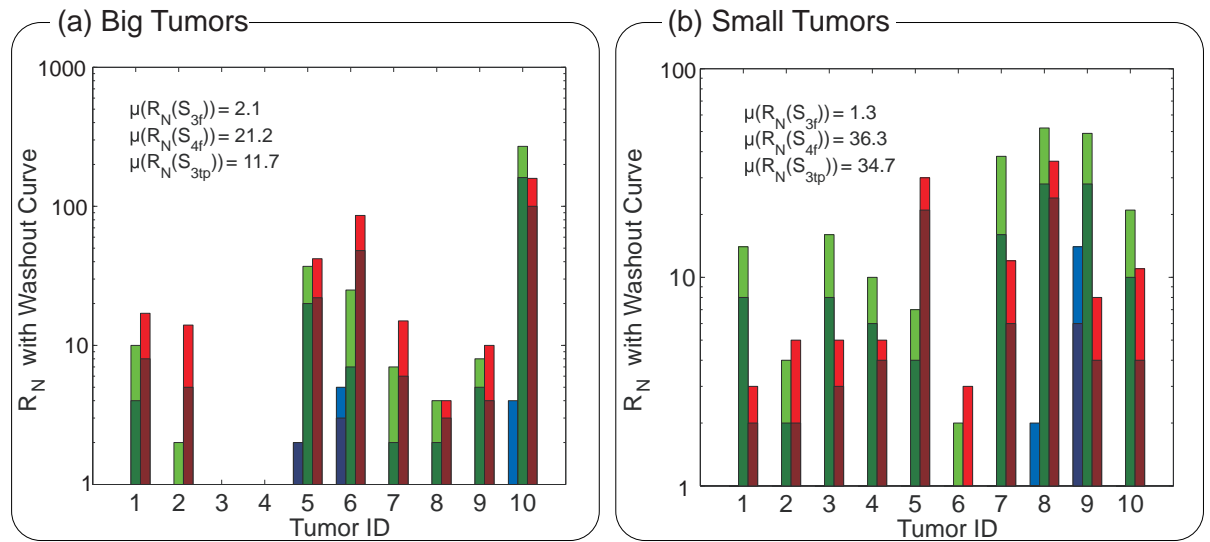 (a) Big Tumors
1000
100
10
1
R_N with Washout Curve
μ(R_N(S_3f)) = 2.1
μ(R_N(S_4f)) = 21.2
μ(R_N(S_3tp)) = 11.7
1 2 3 4 5 6 7 8 9 10
Tumor ID
(b) Small Tumors
100
10
1
R_N with Washout Curve
μ(R_N(S_3f)) = 1.3
μ(R_N(S_4f)) = 36.3
μ(R_N(S_3tp)) = 34.7
1 2 3 4 5 6 7 8 9 10
Tumor ID